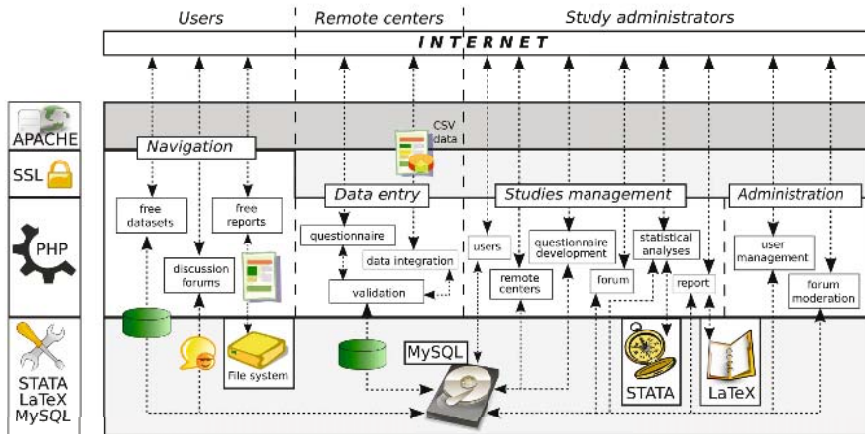 Users
Remote centers
Study administrators
INTERNET
APACHE
CSV
data
Navigation
SSL
Data entry
Studies management
Administration
PHP
free
datasets
free
reports
discussion
forums
questionnaire
data integration
validation
users
remote
centers
questionnaire
development
forum
statistical
analyses
report
user
management
forum
moderation
File system
MySQL
STATA
LaTeX
STATA
LaTeX
MySQL